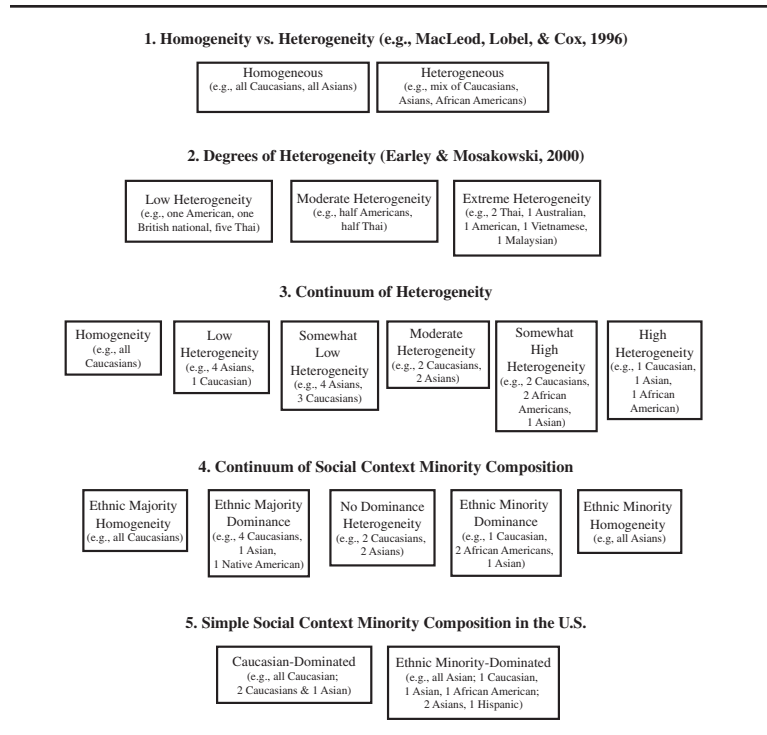 1. Homogeneity vs. Heterogeneity (e.g., MacLeod, Lobel, & Cox, 1996)
Homogeneous
(e.g., all Caucasians, all Asians)
Heterogeneous
(e.g., mix of Caucasians,
Asians, African Americans)
2. Degrees of Heterogeneity (Earley & Mosakowski, 2000)
Low Heterogeneity
(e.g., one American, one
British national, five Thai)
Moderate Heterogeneity
(e.g., half Americans,
half Thai)
Extreme Heterogeneity
(e.g., 2 Thai, 1 Australian,
1 American, 1 Vietnamese,
1 Malaysian)
3. Continuum of Heterogeneity
Homogeneity
(e.g., all
Caucasians)
Low
Heterogeneity
(e.g., 4 Asians,
1 Caucasian)
Somewhat
Low
Heterogeneity
(e.g., 4 Asians,
3 Caucasians)
Moderate
Heterogeneity
(e.g., 2 Caucasians,
2 Asians)
Somewhat
High
Heterogeneity
(e.g., 2 Caucasians,
2 African
Americans,
1 Asian)
High
Heterogeneity
(e.g., 1 Caucasian,
1 Asian,
1 African
American)
4. Continuum of Social Context Minority Composition
Ethnic Majority
Homogeneity
(e.g., all Caucasians)
Ethnic Majority
Dominance
(e.g., 4 Caucasians,
1 Asian,
1 Native American)
No Dominance
Heterogeneity
(e.g., 2 Caucasians,
2 Asians)
Ethnic Minority
Dominance
(e.g., 1 Caucasian,
2 African Americans,
1 Asian)
Ethnic Minority
Homogeneity
(e.g, all Asians)
5. Simple Social Context Minority Composition in the U.S.
Caucasian-Dominated
(e.g., all Caucasian;
2 Caucasians & 1 Asian)
Ethnic Minority-Dominated
(e.g., all Asian; 1 Caucasian,
1 Asian, 1 African American;
2 Asians, 1 Hispanic)